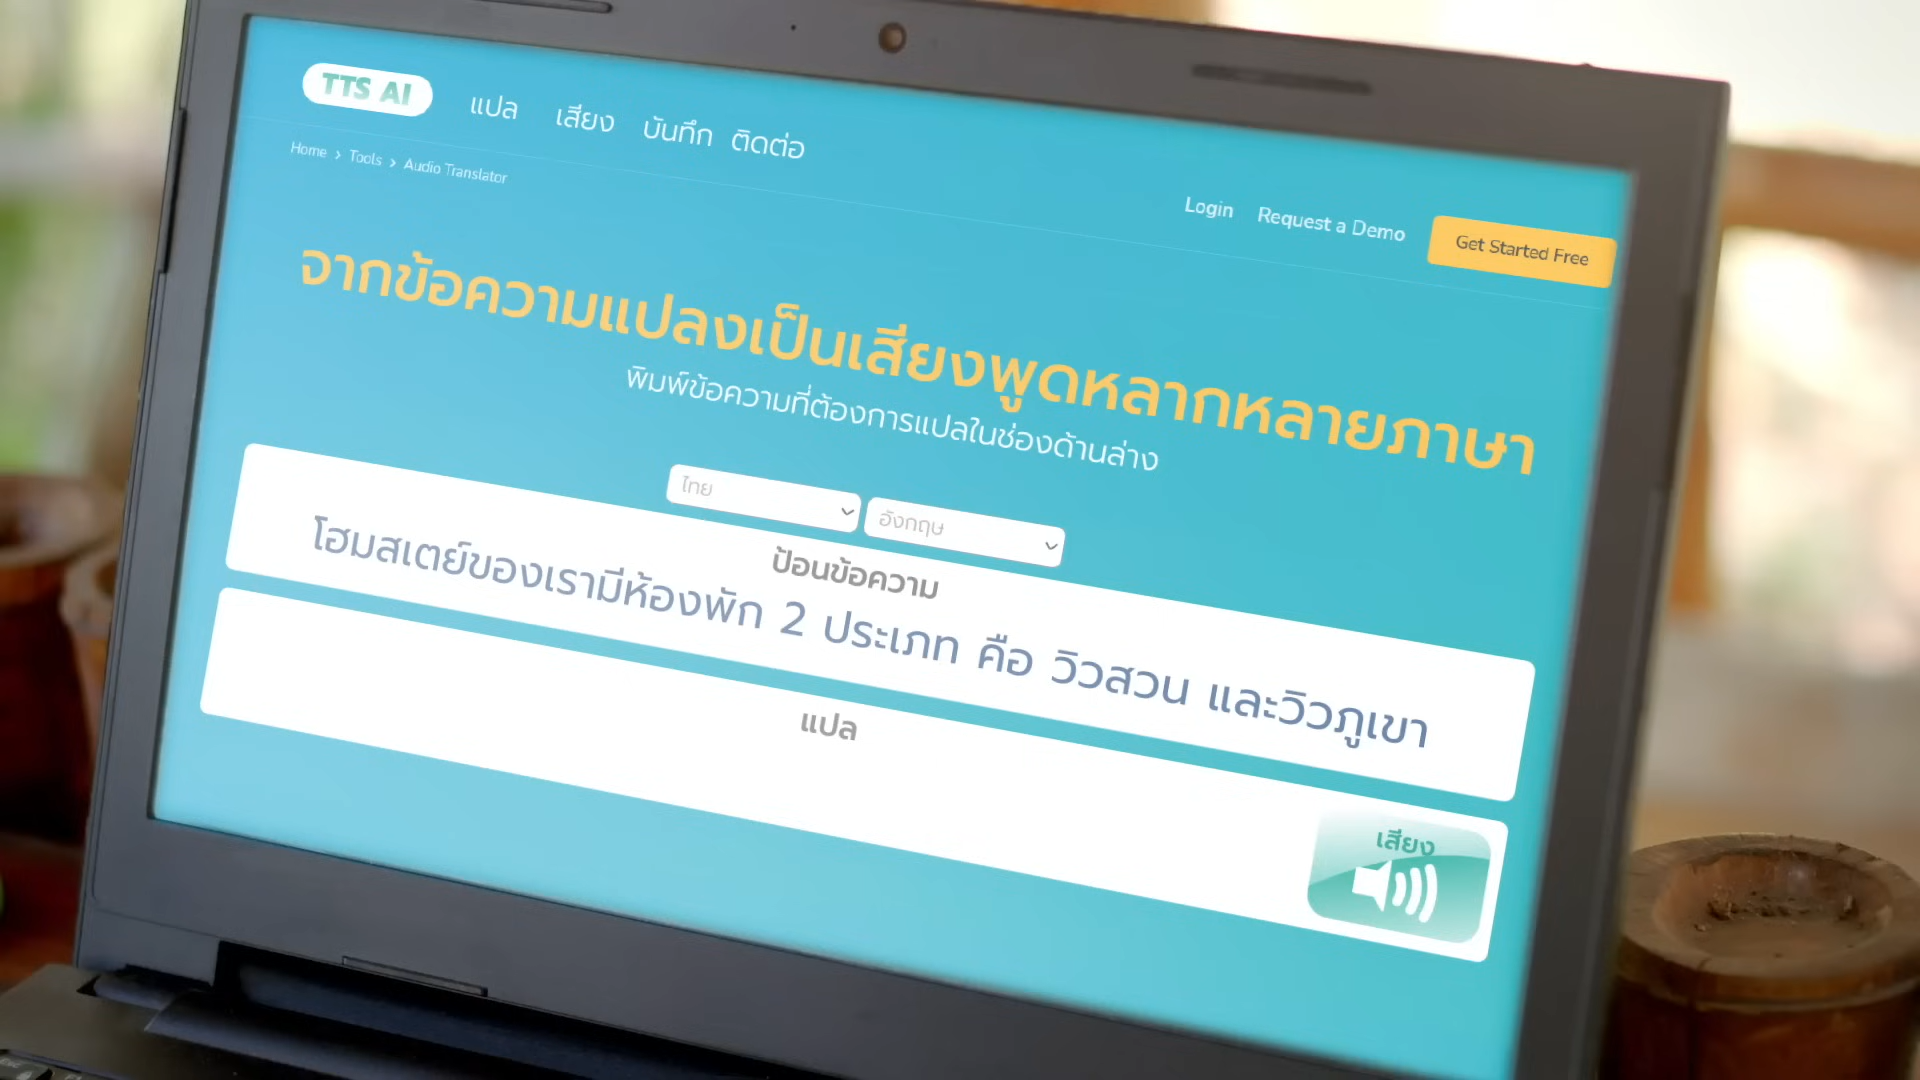 TTS AI แปล เสียง บันทึก ติดต่อ
Home > Tools > Audio Translator
Login Request a Demo Get Started Free
จากข้อความแปลงเป็นเสียงพูดหลากหลายภาษา
พิมพ์ข้อความที่ต้องการแปลในช่องด้านล่าง
ไทย อังกฤษ
ป้อนข้อความ
โฮมสเตย์ของเรามีห้องพัก 2 ประเภท คือ วิวสวน และวิวภูเขา
แปล
เสียง